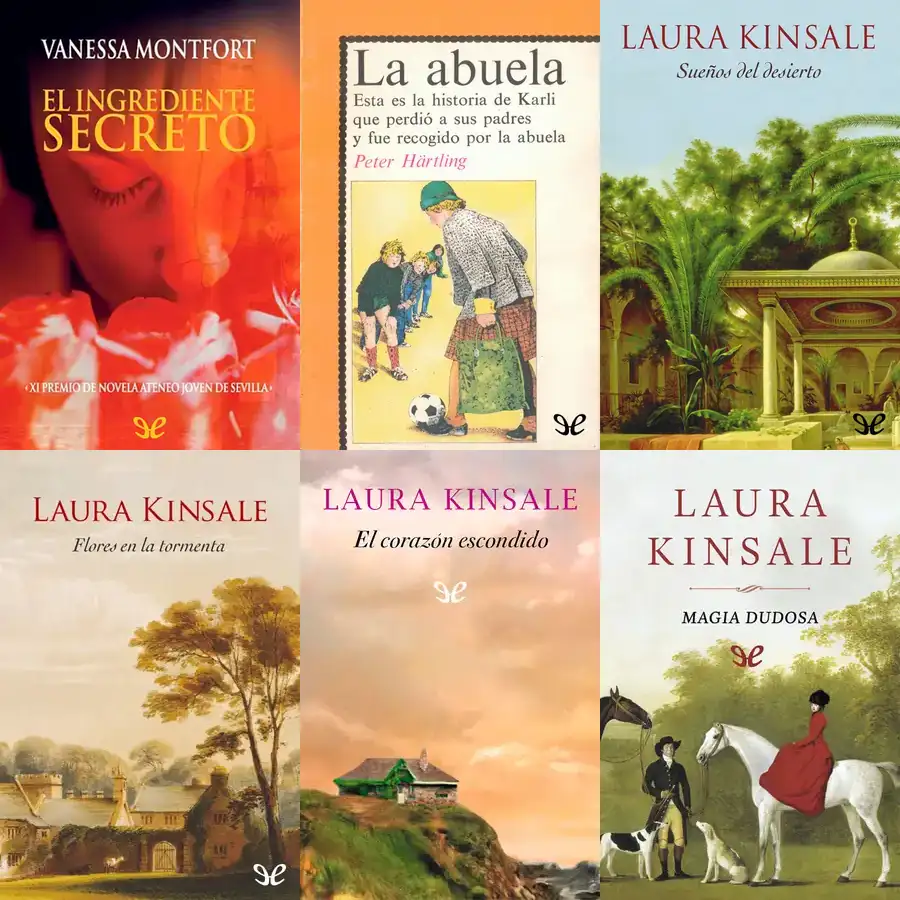 VANESSA MONTFORT
EL INGREDIENTE
SECRETO
‹XI PREMIO DE NOVELA ATENEO JOVEN DE SEVILLA›
La abuela
Esta es la historia de Karli
que perdió a sus padres
y fue recogido por la abuela
Peter Härtling
LAURA KINSALE
Sueños del desierto
LAURA KINSALE
Flores en la tormenta
LAURA KINSALE
El corazón escondido
LAURA
KINSALE
MAGIA DUDOSA